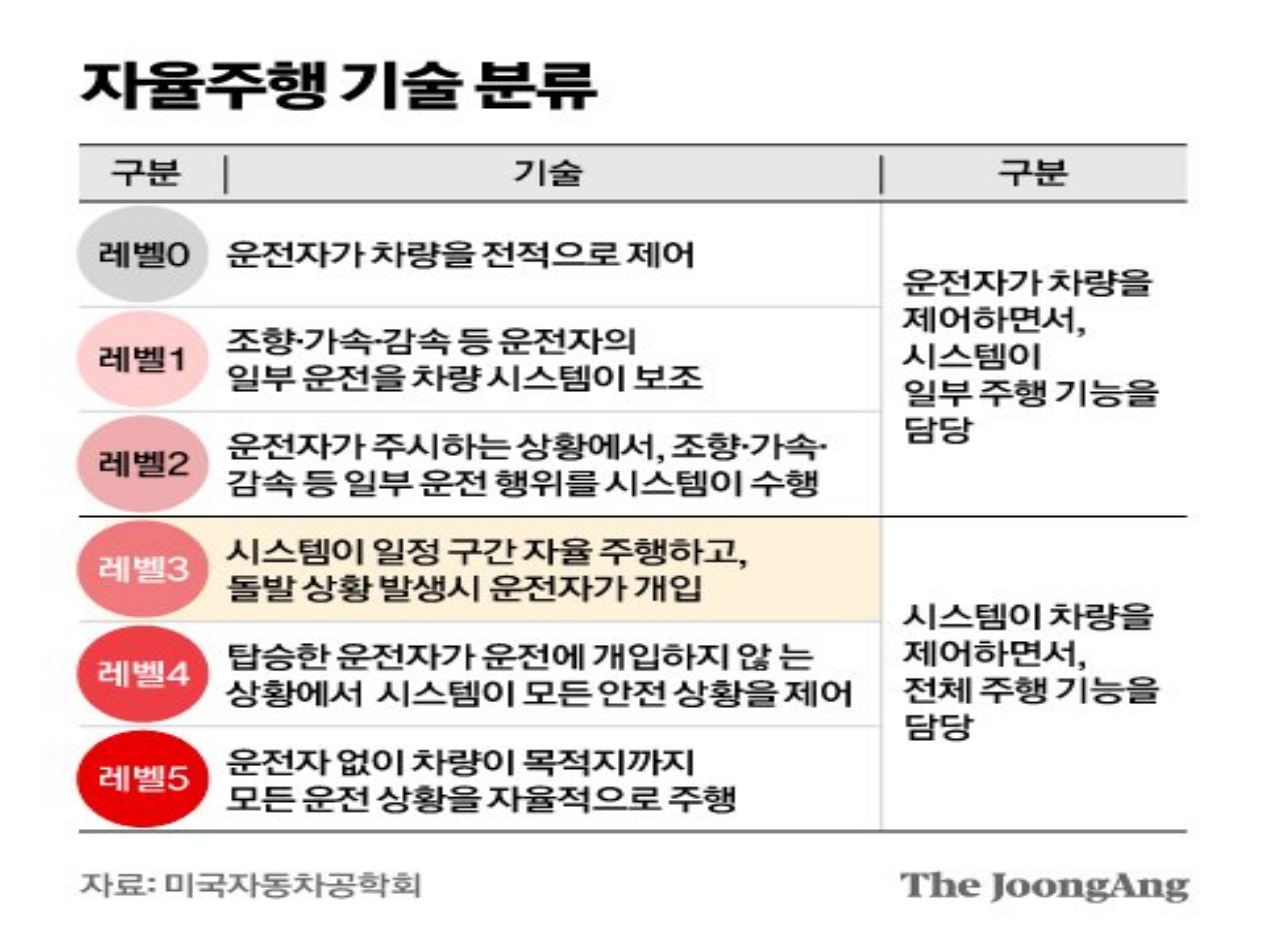 자율주행 기술 분류
구분 | 기술 | 구분
레벨0
운전자가 차량을 전적으로 제어
레벨1
조향·가속·감속 등 운전자의
일부 운전을 차량 시스템이 보조
레벨2
운전자가 주시하는 상황에서, 조향·가속·
감속 등 일부 운전 행위를 시스템이 수행
운전자가 차량을
제어하면서,
시스템이
일부 주행 기능을
담당
레벨3
시스템이 일정 구간 자율 주행하고,
돌발 상황 발생시 운전자가 개입
레벨4
탑승한 운전자가 운전에 개입하지 않 는
상황에서 시스템이 모든 안전 상황을 제어
레벨5
운전자 없이 차량이 목적지까지
모든 운전 상황을 자율적으로 주행
시스템이 차량을
제어하면서,
전체 주행 기능을
담당
자료: 미국자동차공학회
The JoongAng